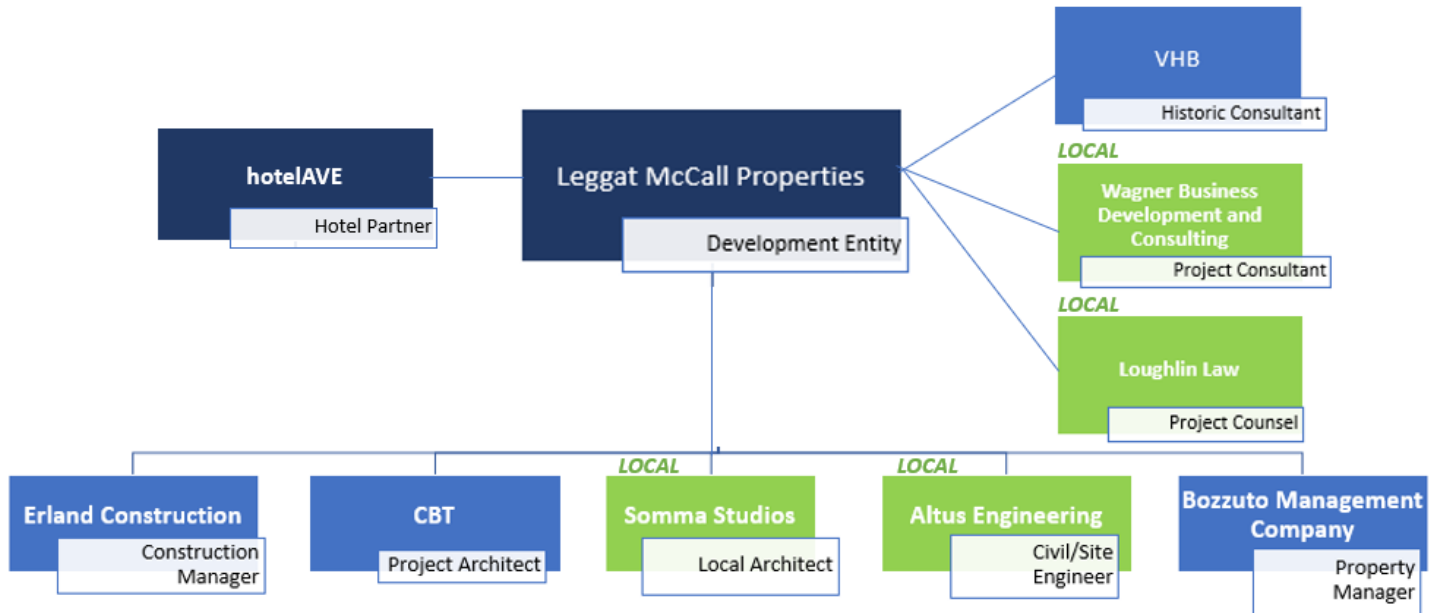 VHB
Historic Consultant
hotelAVE
Hotel Partner
Leggat McCall Properties
Development Entity
LOCAL
Wagner Business
Development and
Consulting
Project Consultant
LOCAL
Loughlin Law
Project Counsel
Erland Construction
Construction
Manager
CBT
Project Architect
LOCAL
Somma Studios
Local Architect
LOCAL
Altus Engineering
Civil/Site
Engineer
Bozzuto Management
Company
Property
Manager